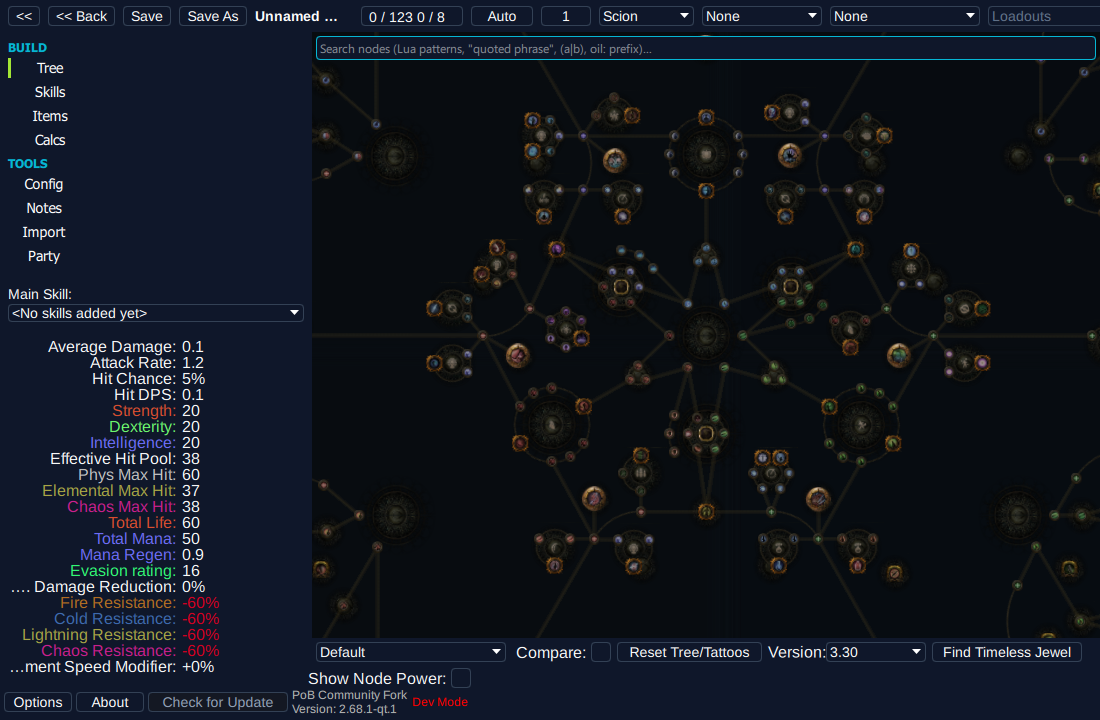 << << Back Save Save As Unnamed ... 0 / 123 0 / 8 Auto 1 Scion None None Loadouts
Search nodes (Lua patterns, "quoted phrase", (a|b), oil: prefix)...
BUILD
Tree
Skills
Items
Calcs
TOOLS
Config
Notes
Import
Party
Main Skill:
<No skills added yet>
Average Damage: 0.1
Attack Rate: 1.2
Hit Chance: 5%
Hit DPS: 0.1
Strength: 20
Dexterity: 20
Intelligence: 20
Effective Hit Pool: 38
Phys Max Hit: 60
Elemental Max Hit: 37
Chaos Max Hit: 38
Total Life: 60
Total Mana: 50
Mana Regen: 0.9
Evasion rating: 16
.... Damage Reduction: 0%
Fire Resistance: -60%
Cold Resistance: -60%
Lightning Resistance: -60%
Chaos Resistance: -60%
...ment Speed Modifier: +0%
Default Compare: Reset Tree/Tattoos Version: 3.30 Find Timeless Jewel
Show Node Power:
Options About Check for Update
PoB Community Fork
Version: 2.68.1-qt.1 Dev Mode